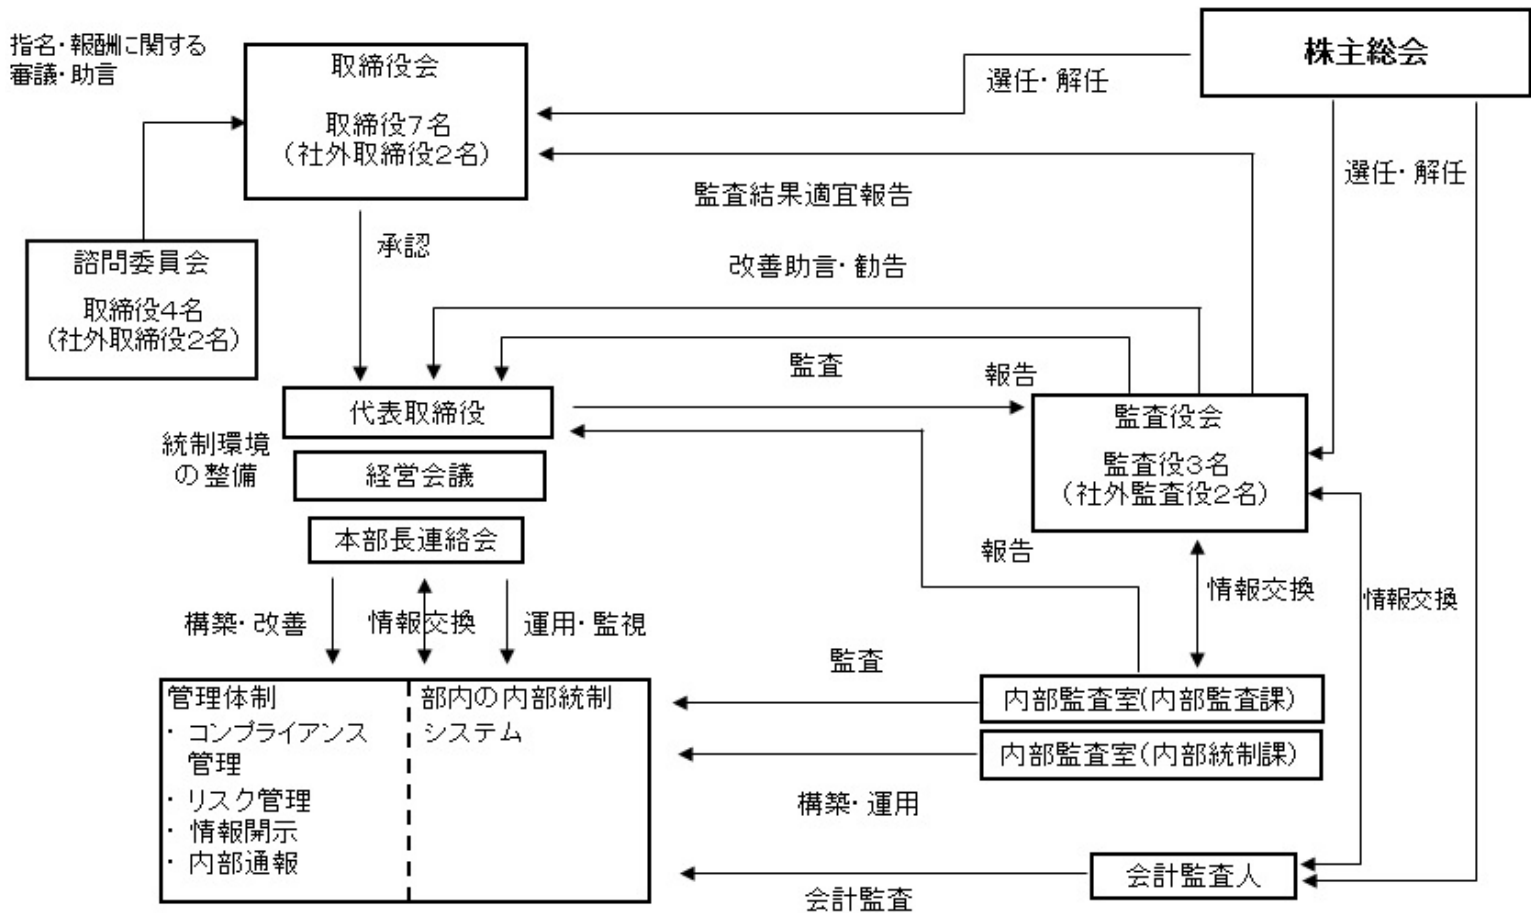 株主総会
指名・報酬に関する
審議・助言
取締役会
取締役7名
(社外取締役2名)
選任・解任
選任・解任
監査結果適宜報告
承認
諮問委員会
取締役4名
(社外取締役2名)
改善助言・勧告
監査
報告
代表取締役
監査役会
監査役3名
(社外監査役2名)
統制環境
の整備
経営会議
本部長連絡会
報告
情報交換
情報交換
構築・改善
情報交換
運用・監視
監査
管理体制
・コンプライアンス
管理
・リスク管理
・情報開示
・内部通報
部内の内部統制
システム
内部監査室(内部監査課)
内部監査室(内部統制課)
構築・運用
会計監査人
会計監査